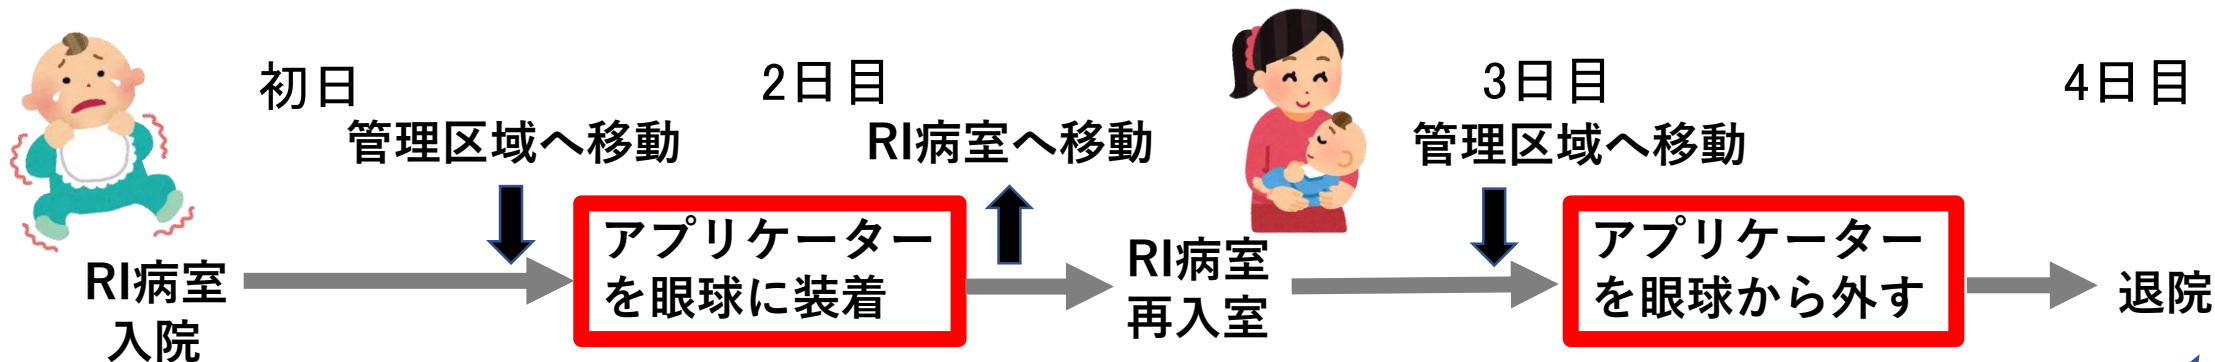 初日
2日目
3日目
4日目
管理区域へ移動
RI病室へ移動
管理区域へ移動
RI病室
入院
アプリケーター
を眼球に装着
RI病室
再入室
アプリケーター
を眼球から外す
退院